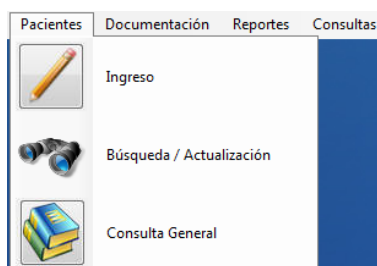 Pacientes Documentación Reportes Consultas
Ingreso
Búsqueda / Actualización
Consulta General